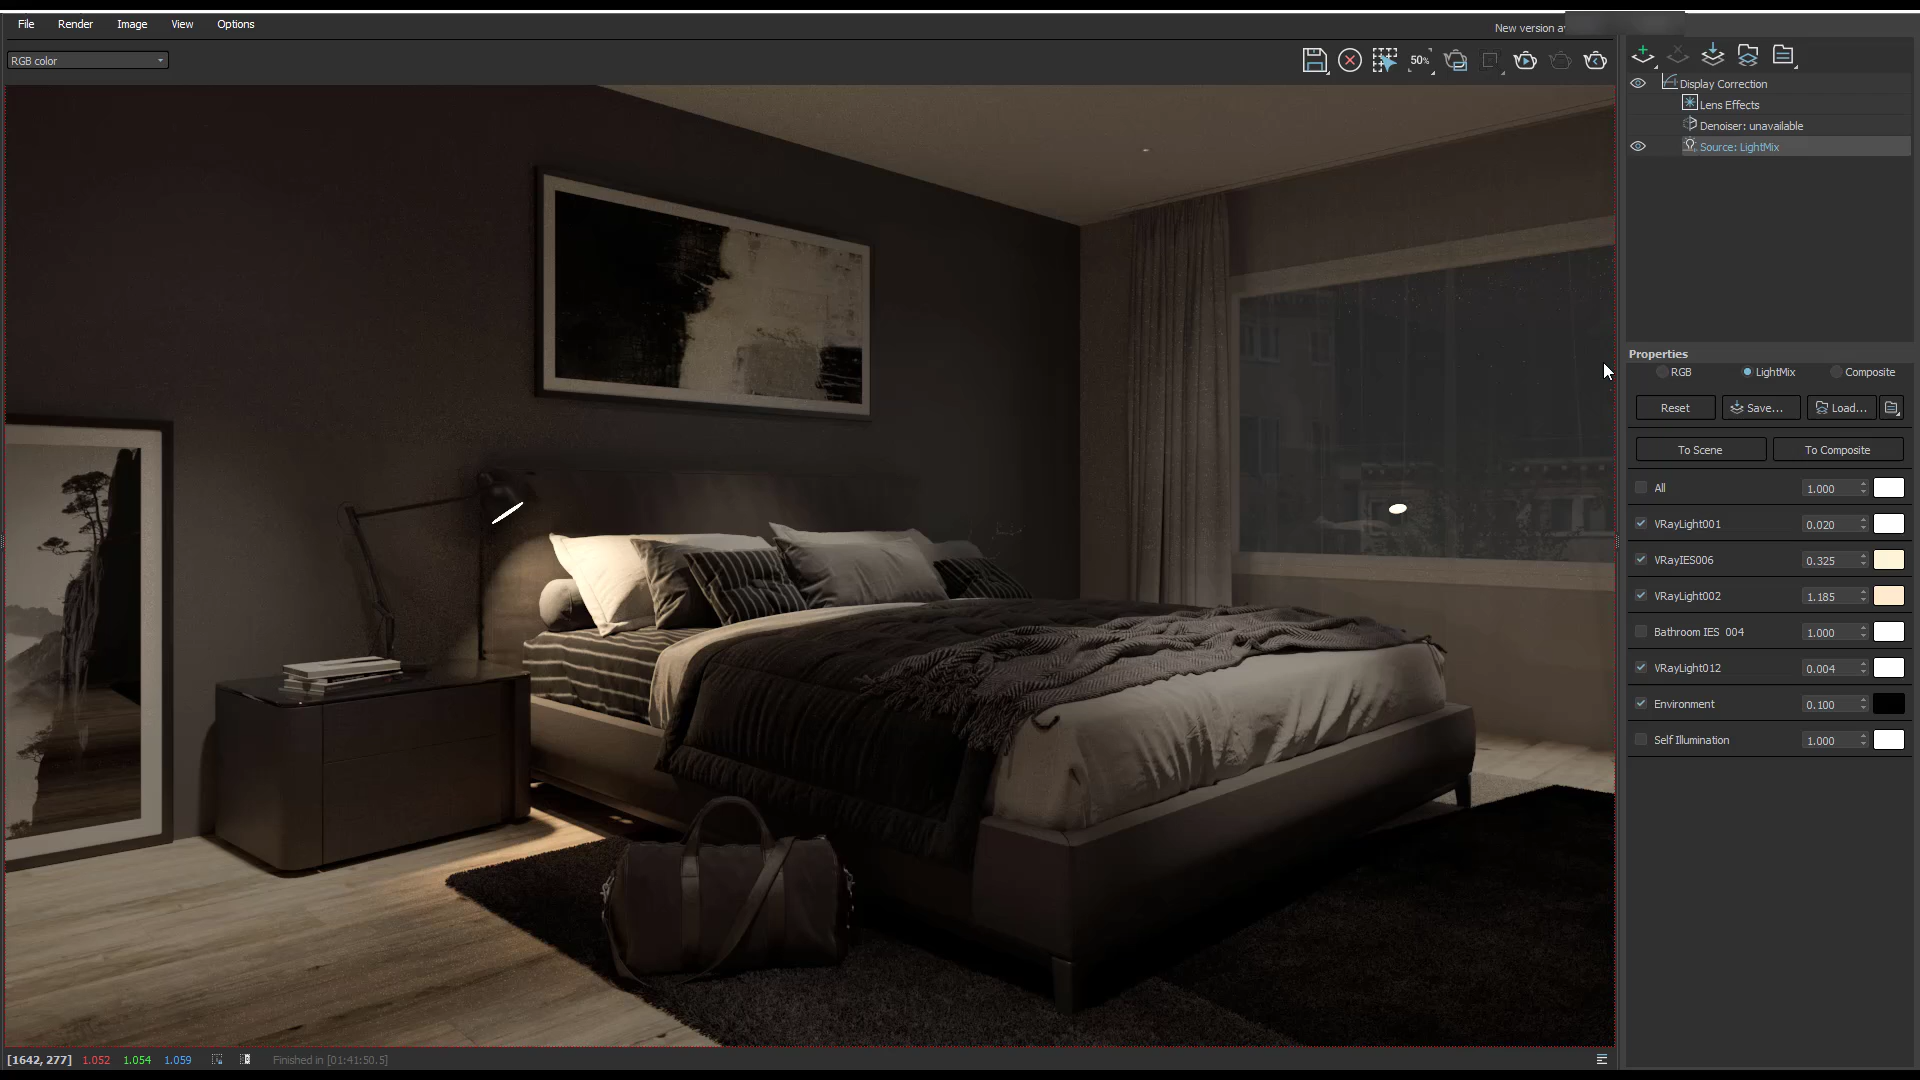 File Render Image View Options
New version a
RGB color
50%
Display Correction
Lens Effects
Denoiser: unavailable
Source: LightMix
Properties
RGB LightMix Composite
Reset Save... Load...
To Scene To Composite
All 1.000
VRayLight001 0.020
VRayIES006 0.325
VRayLight002 1.185
Bathroom IES 004 1.000
VRayLight012 0.004
Environment 0.100
Self Illumination 1.000
[1642, 277] 1.052 1.054 1.059 Finished in [01:41:50.5]